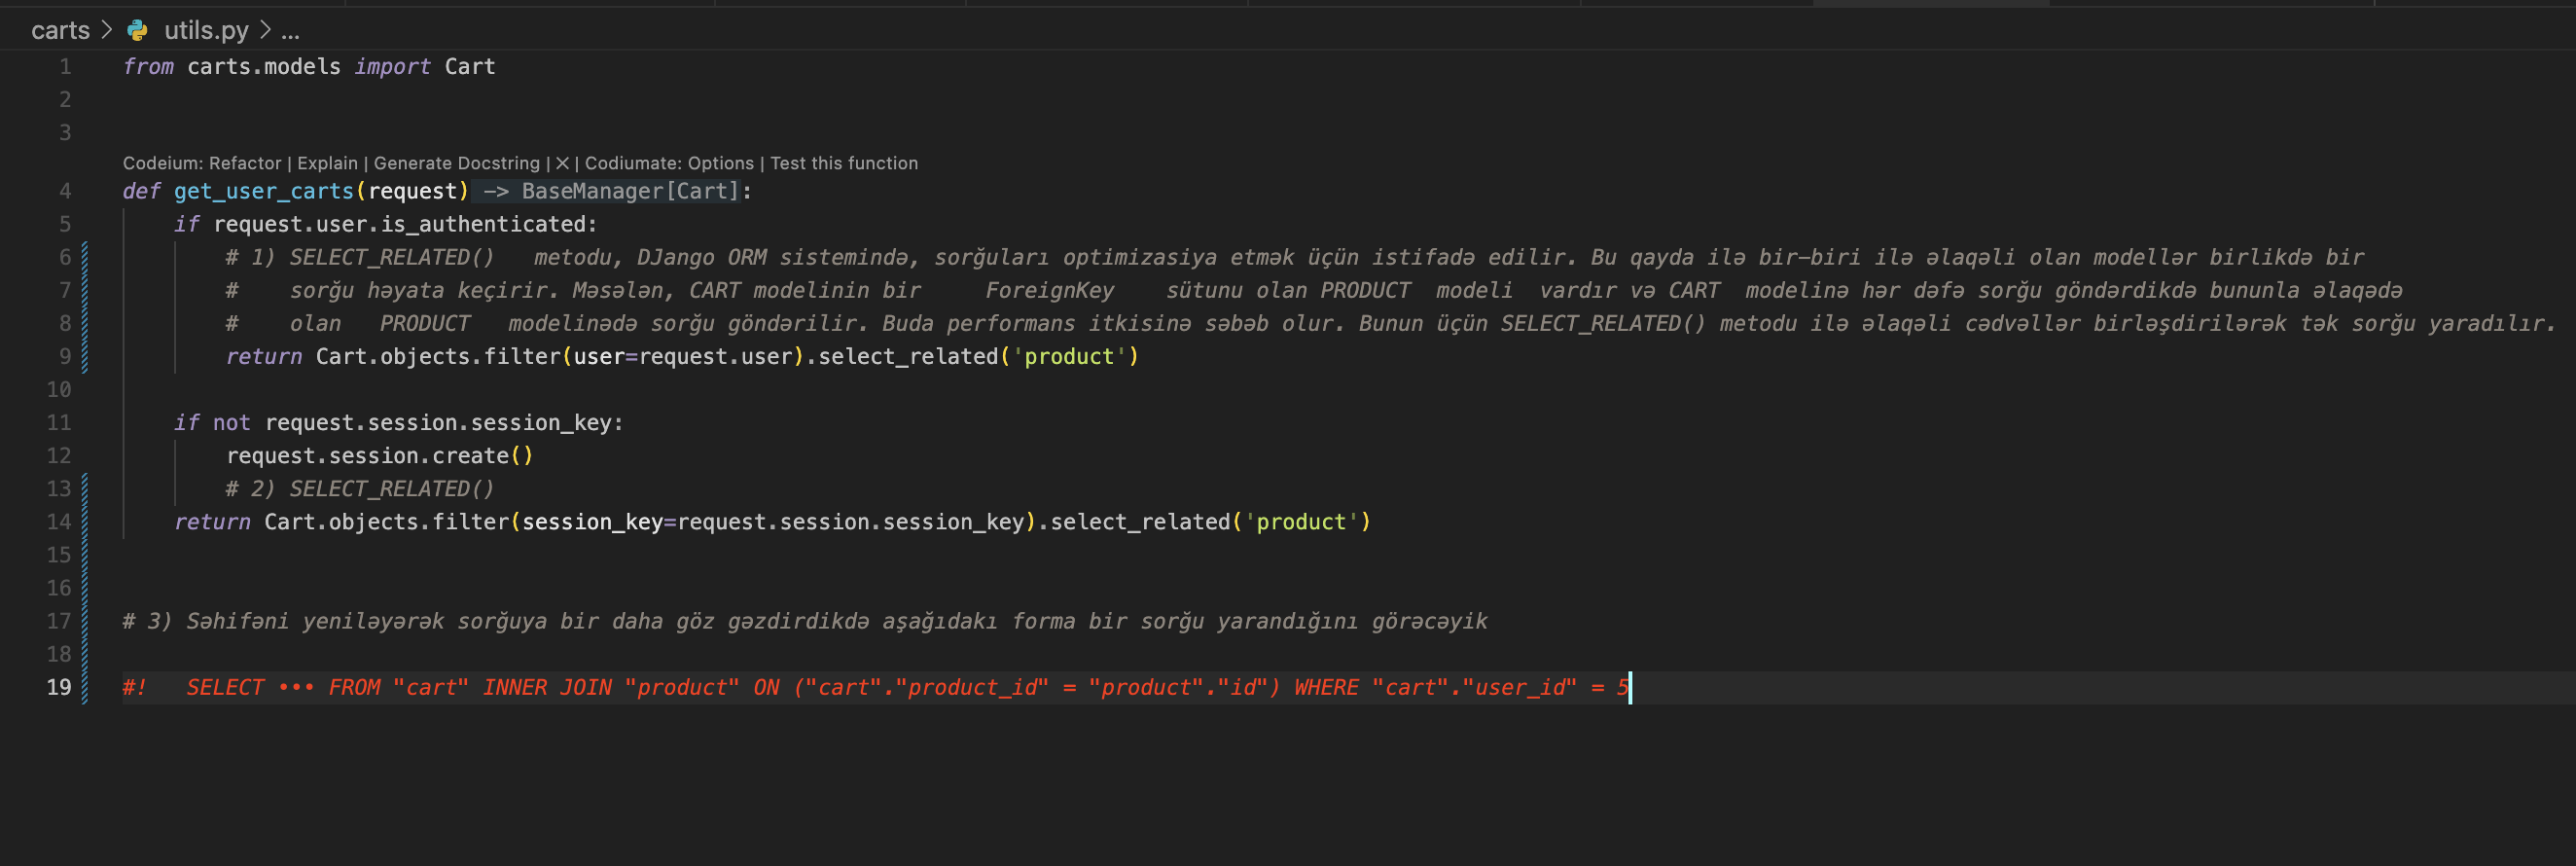 carts > utils.py > ...
1 from carts.models import Cart
2
3
Codeium: Refactor | Explain | Generate Docstring | X | Codiumate: Options | Test this function
4 def get_user_carts(request) -> BaseManager[Cart]:
5 if request.user.is_authenticated:
6 # 1) SELECT_RELATED() metodu, DJango ORM sistemində, sorğuları optimizasiya etmək üçün istifadə edilir. Bu qayda ilə bir-biri ilə əlaqəli olan modellər birlikdə bir
7 # sorğu həyata keçirir. Məsələn, CART modelinin bir ForeignKey sütunu olan PRODUCT modeli vardır və CART modelinə hər dəfə sorğu göndərdikdə bununla əlaqədə
8 # olan PRODUCT modelinədə sorğu göndərilir. Buda performans itkisinə səbəb olur. Bunun üçün SELECT_RELATED() metodu ilə əlaqəli cədvəllər birləşdirilərək tək sorğu yaradılır.
9 return Cart.objects.filter(user=request.user).select_related('product')
10
11 if not request.session.session_key:
12 request.session.create()
13 # 2) SELECT_RELATED()
14 return Cart.objects.filter(session_key=request.session.session_key).select_related('product')
15
16
17 # 3) Səhifəni yeniləyərək sorğuya bir daha göz gəzdirdikdə aşağıdakı forma bir sorğu yarandığını görəcəyik
18
19 #! SELECT ••• FROM "cart" INNER JOIN "product" ON ("cart"."product_id" = "product"."id") WHERE "cart"."user_id" = 5